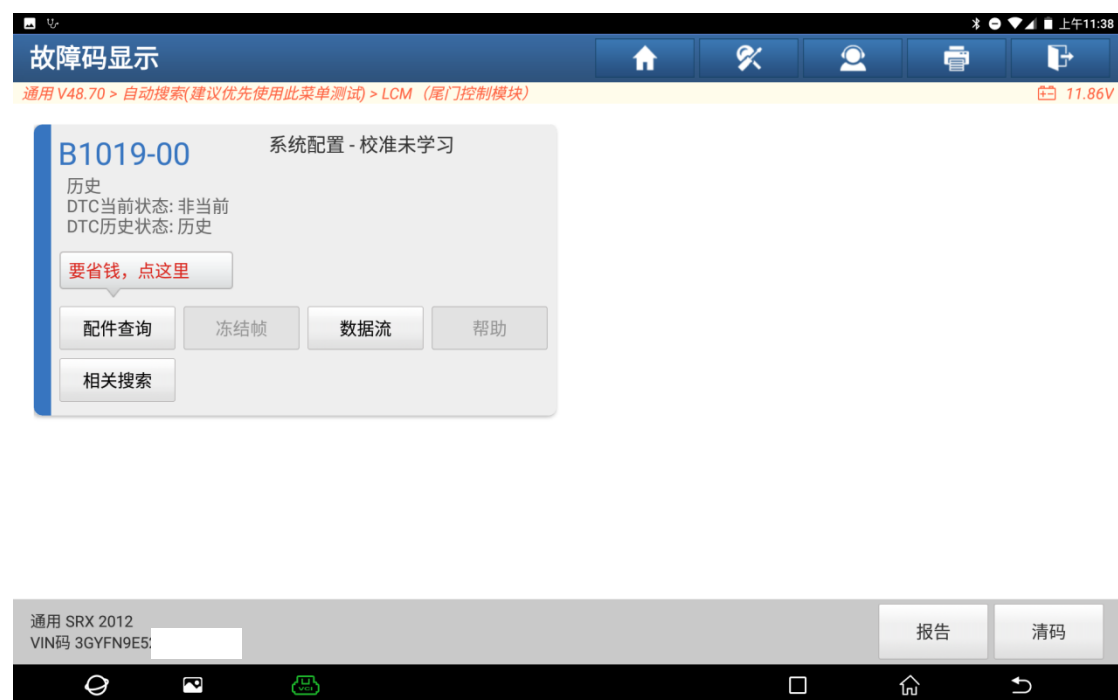 上午11:38
故障码显示
通用 V48.70 > 自动搜索(建议优先使用此菜单测试) > LCM（尾门控制模块）
11.86V
B1019-00
系统配置 - 校准未学习
历史
DTC当前状态: 非当前
DTC历史状态: 历史
要省钱，点这里
配件查询 冻结帧 数据流 帮助
相关搜索
通用 SRX 2012
VIN码 3GYFN9E5
报告 清码
VCI